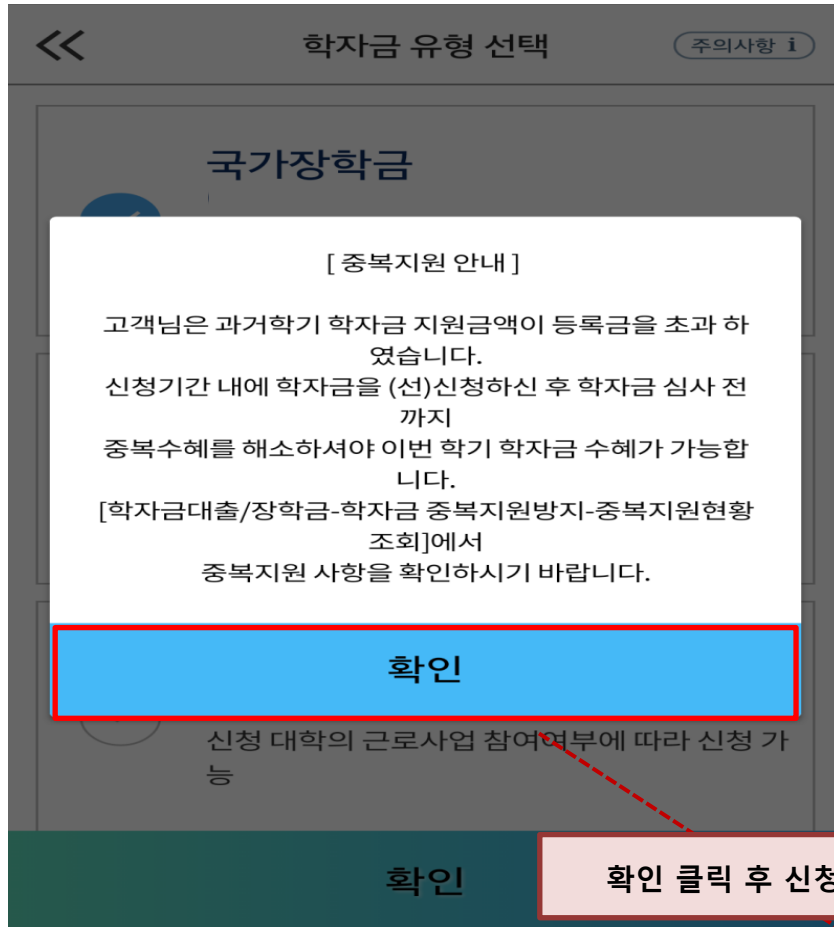 학자금 유형 선택
주의사항 i
국가장학금
[ 중복지원 안내 ]
고객님은 과거학기 학자금 지원금액이 등록금을 초과 하
였습니다.
신청기간 내에 학자금을 (선)신청하신 후 학자금 심사 전
까지
중복수혜를 해소하셔야 이번 학기 학자금 수혜가 가능합
니다.
[학자금대출/장학금-학자금 중복지원방지-중복지원현황
조회]에서
중복지원 사항을 확인하시기 바랍니다.
확인
신청 대학의 근로사업 참여여부에 따라 신청 가
능
확인
확인 클릭 후 신청